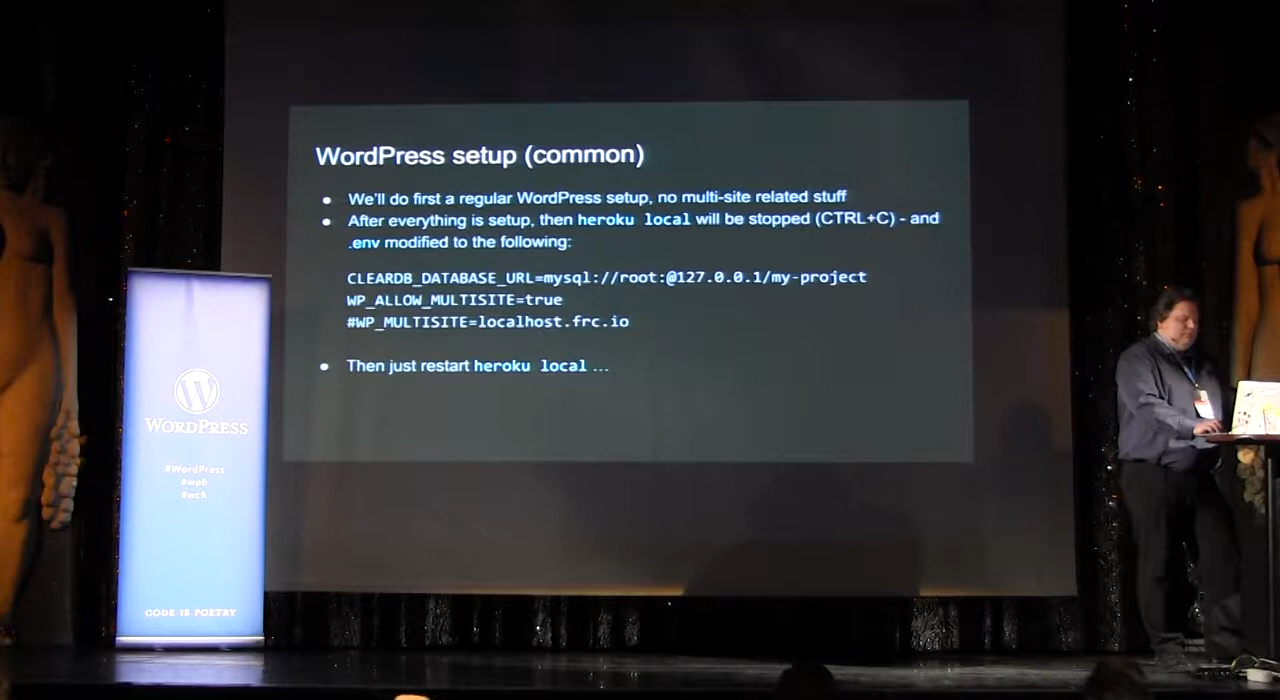 WordPress setup (common)
● We'll do first a regular WordPress setup, no multi-site related stuff
● After everything is setup, then heroku local will be stopped (CTRL+C) - and
.env modified to the following:
CLEARDB_DATABASE_URL=mysql://root:@127.0.0.1/my-project
WP_ALLOW_MULTISITE=true
#WP_MULTISITE=localhost.frc.io
● Then just restart heroku local ...
WORDPRESS
#WordPress
#wpfi
#wcfi
CODE IS POETRY